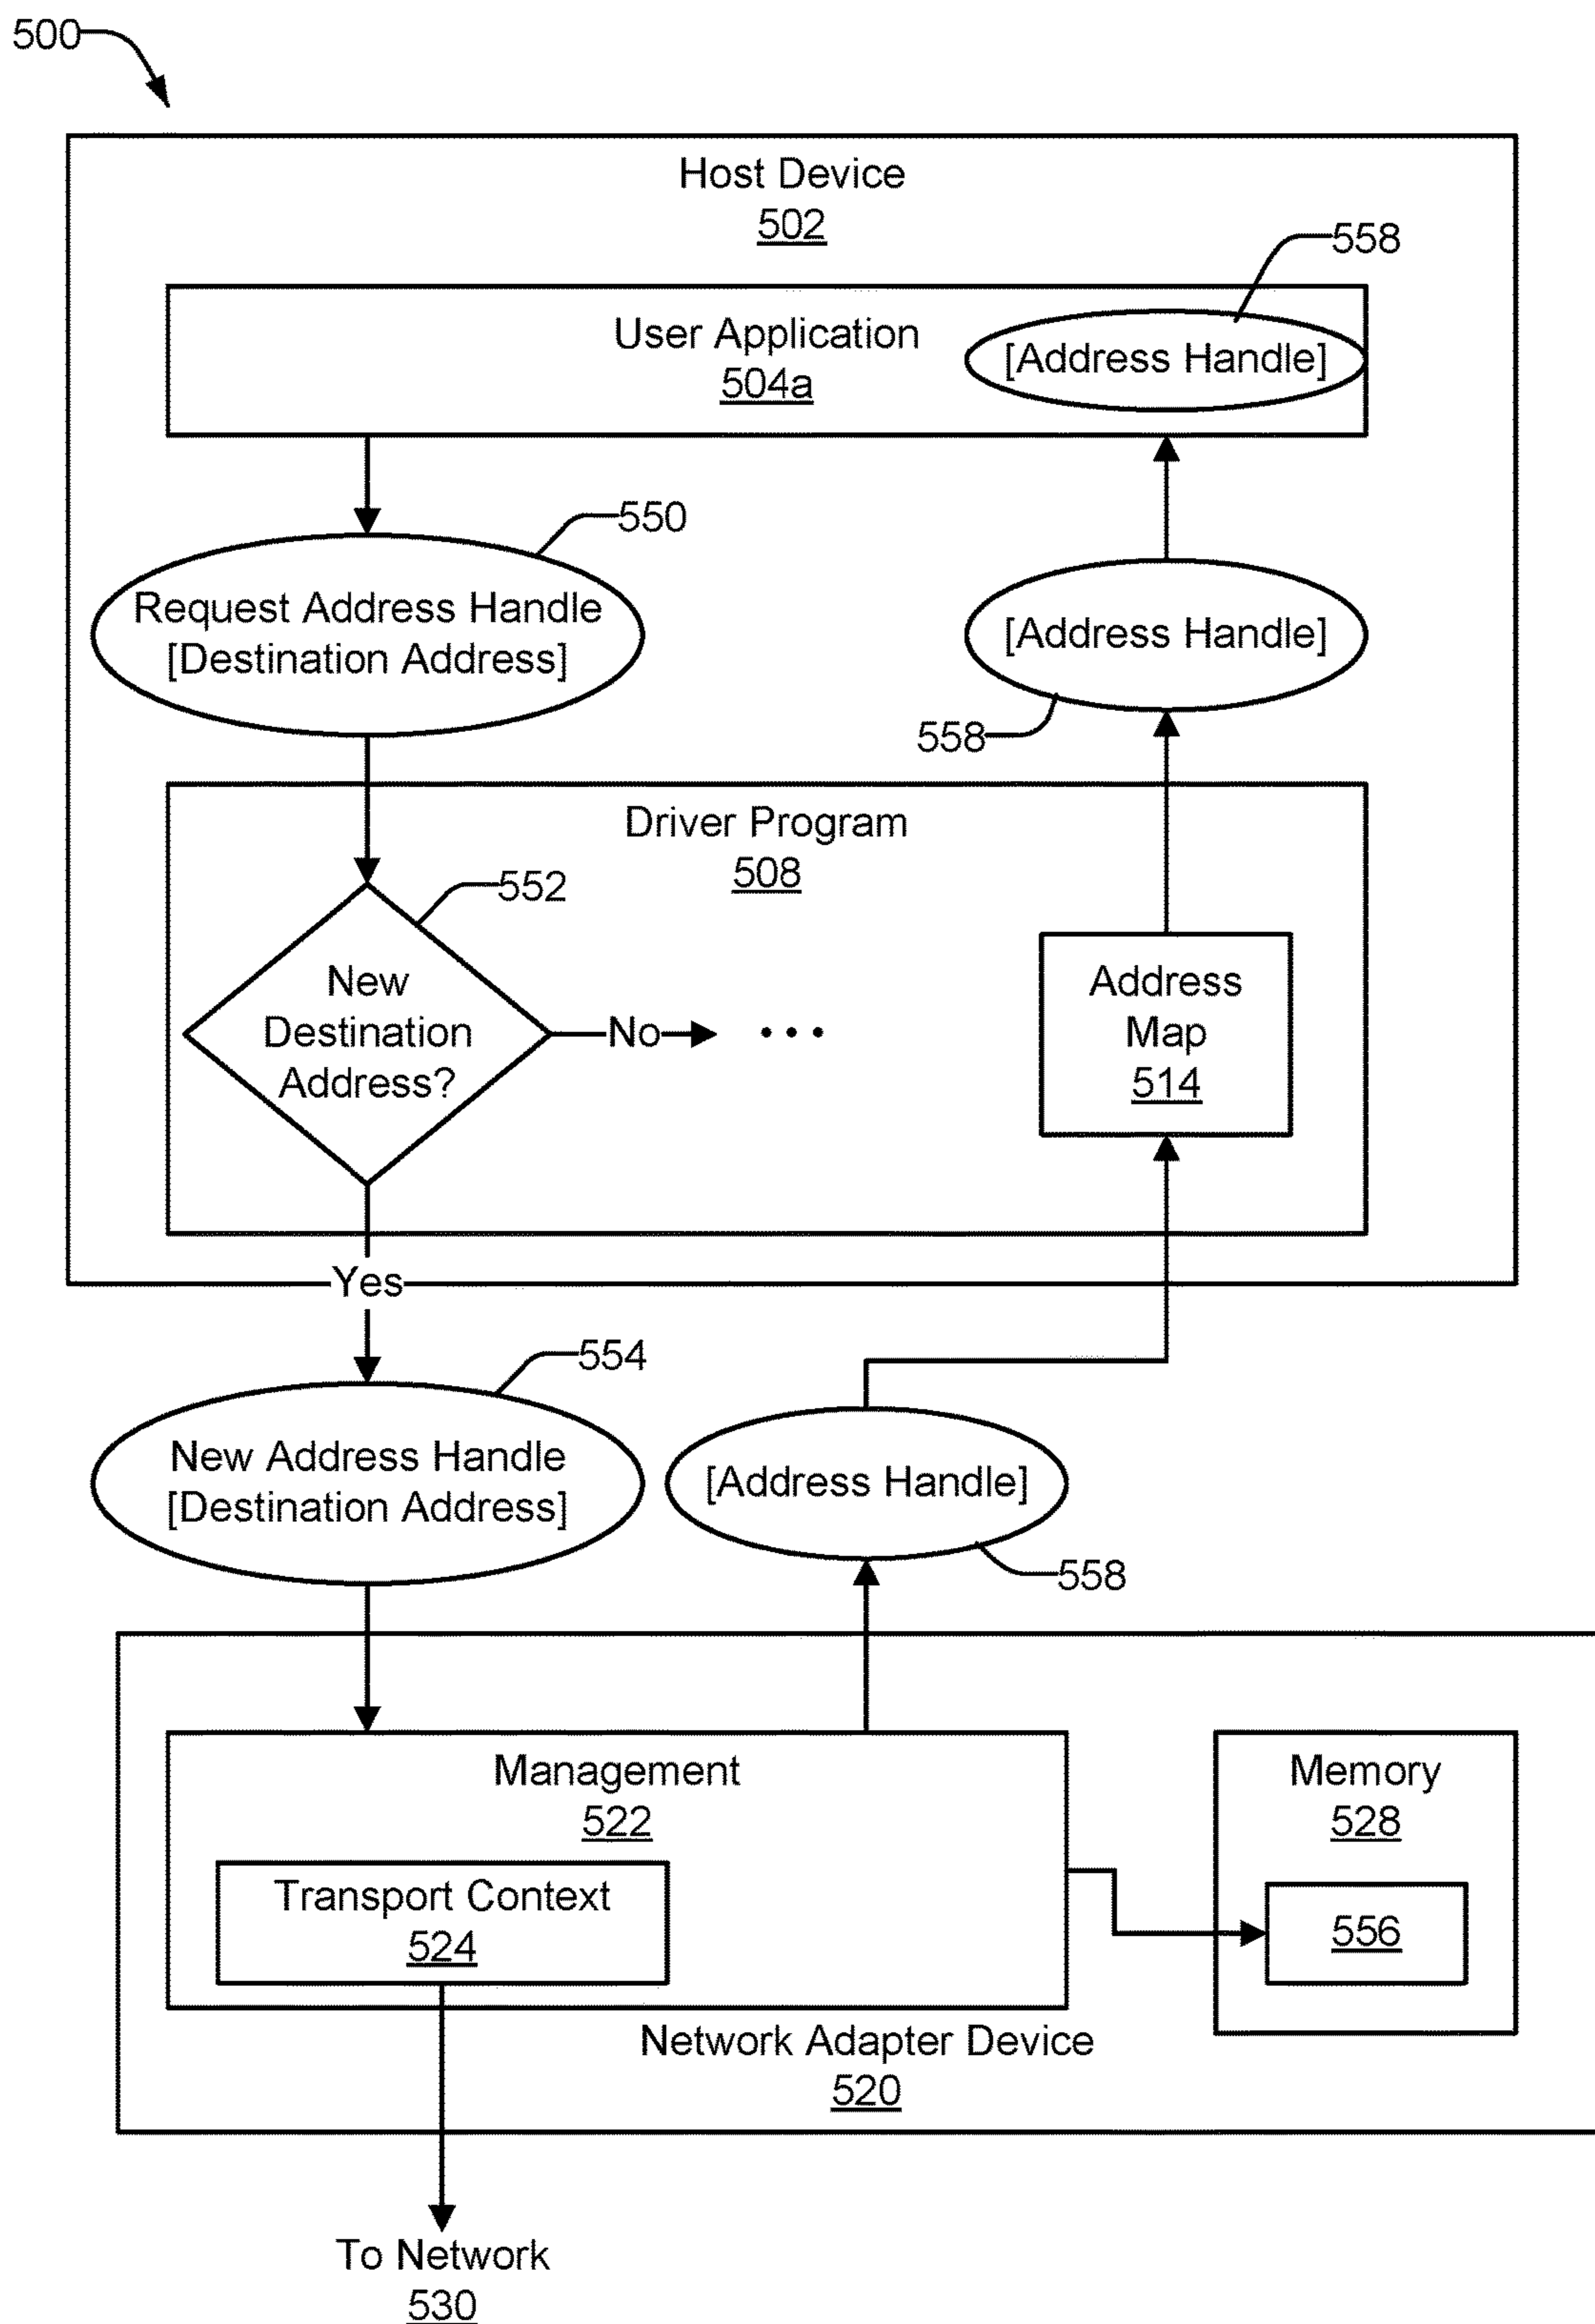 500
Host Device
502
558
User Application
504a
[Address Handle]
550
Request Address Handle
[Destination Address]
[Address Handle]
558
Driver Program
508
552
New
Destination
Address?
No
...
Address
Map
514
Yes
554
New Address Handle
[Destination Address]
[Address Handle]
558
Management
522
Transport Context
524
Memory
528
556
Network Adapter Device
520
To Network
530